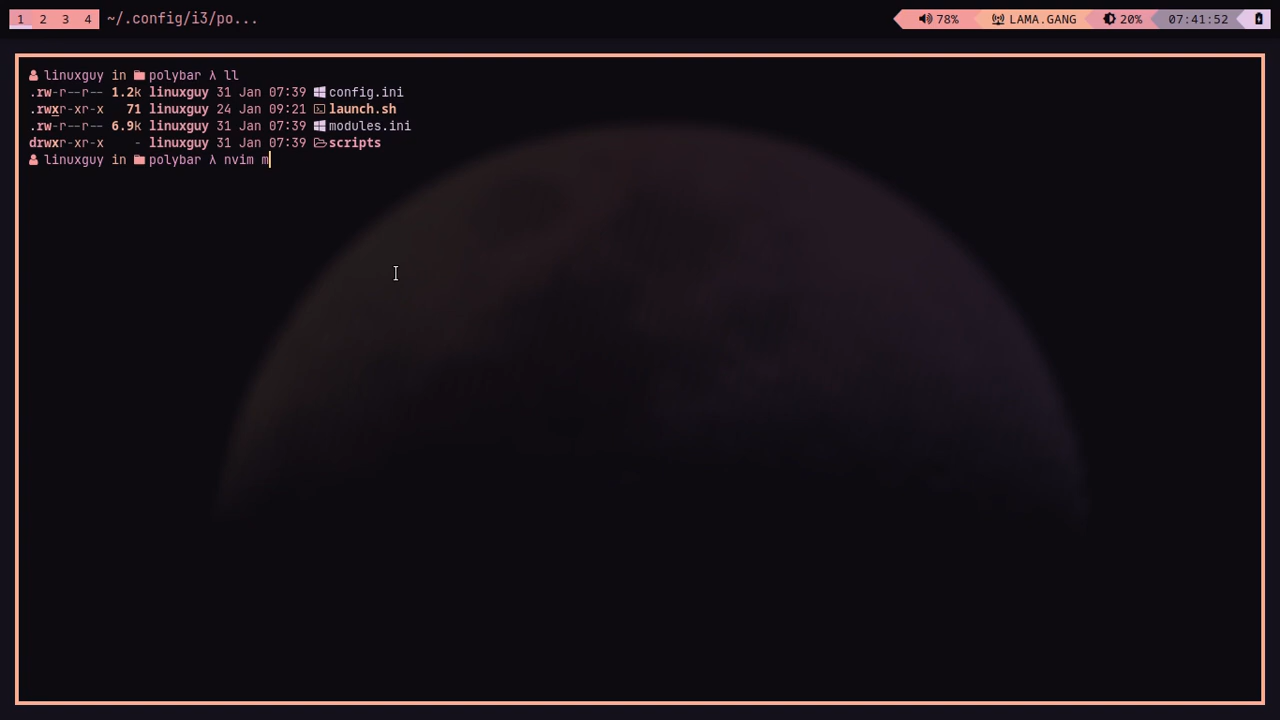 1 2 3 4 ~/.config/i3/po... 78% LAMA.GANG 20% 07:41:52
linuxguy in polybar λ ll
.rw-r--r-- 1.2k linuxguy 31 Jan 07:39 config.ini
.rwxr-xr-x 71 linuxguy 24 Jan 09:21 launch.sh
.rw-r--r-- 6.9k linuxguy 31 Jan 07:39 modules.ini
drwxr-xr-x - linuxguy 31 Jan 07:39 scripts
linuxguy in polybar λ nvim m